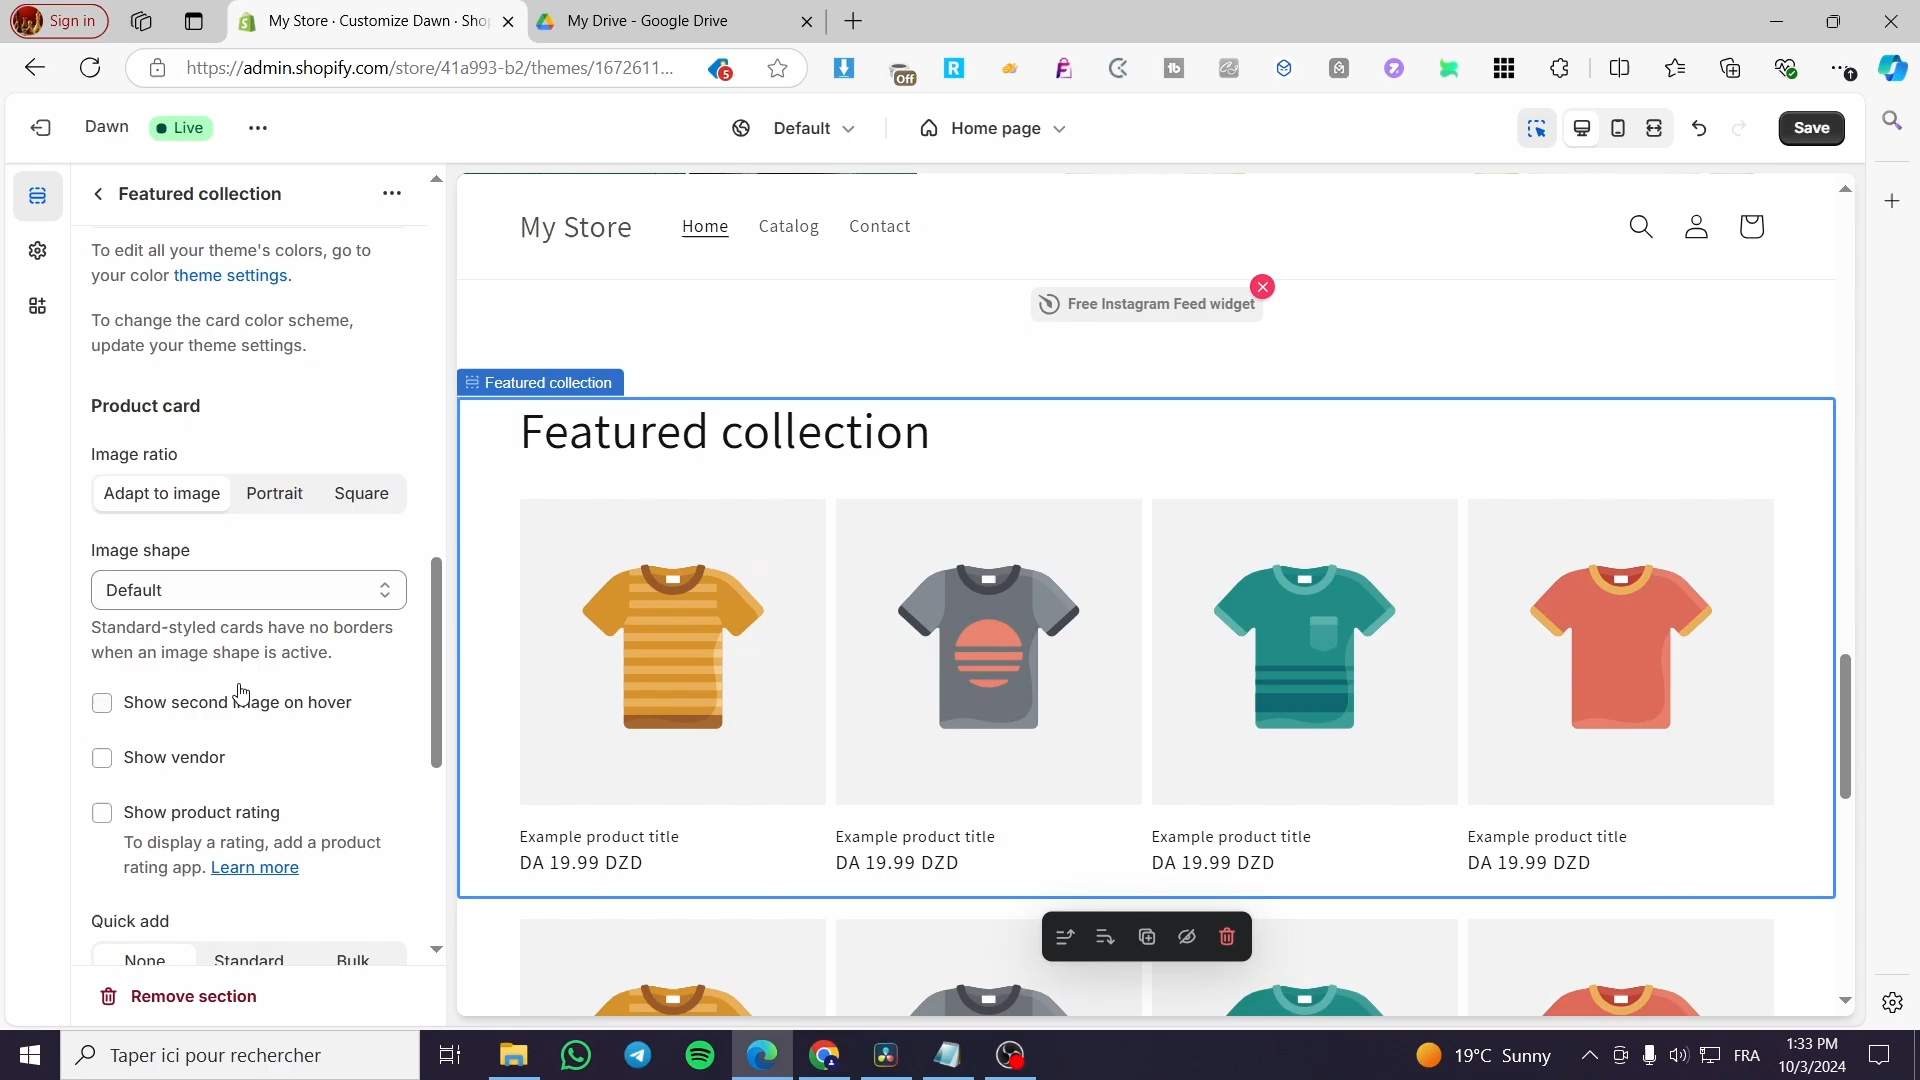 Sign in
My Store · Customize Dawn · Sho
My Drive - Google Drive
https://admin.shopify.com/store/41a993-b2/themes/1672611...
5
Off
Dawn
Live
Default
Home page
Save
Featured collection
To edit all your theme's colors, go to
your color theme settings.
To change the card color scheme,
update your theme settings.
Product card
Image ratio
Adapt to image
Portrait
Square
Image shape
Default
Standard-styled cards have no borders
when an image shape is active.
Show second image on hover
Show vendor
Show product rating
To display a rating, add a product
rating app. Learn more
Quick add
None
Standard
Bulk
Remove section
My Store
Home
Catalog
Contact
Free Instagram Feed widget
Featured collection
Featured collection
Example product title
DA 19.99 DZD
Example product title
DA 19.99 DZD
Example product title
DA 19.99 DZD
Example product title
DA 19.99 DZD
Taper ici pour rechercher
19°C Sunny
FRA
1:33 PM
10/3/2024